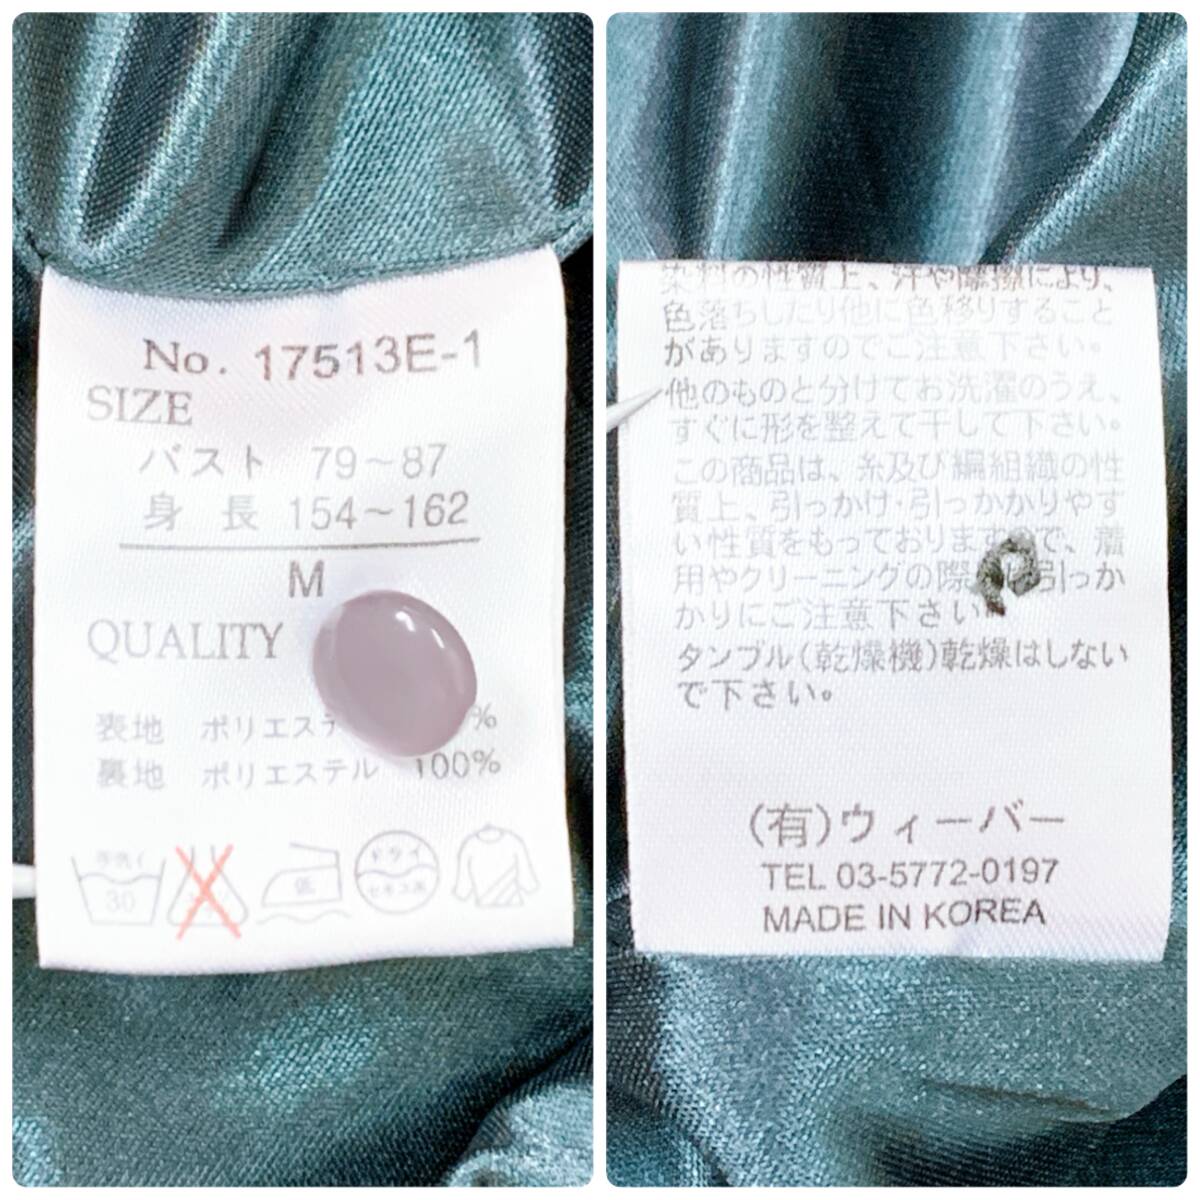 No. 17513E-1
SIZE
バスト 79～87
身長 154～162
M
QUALITY
表地 ポリエステ %
裏地 ポリエステル 100%
手洗イ
30
低
ドライ
セキユ系
染料の性質上、汗や摩擦により、
色落ちしたり他に色移りすること
がありますのでご注意下さい。
他のものと分けてお洗濯のうえ、
すぐに形を整えて干して下さい。
この商品は、糸及び編組織の性
質上、引っかけ・引っかかりやす
い性質をもっておりますので、着
用やクリーニングの際 引っか
かりにご注意下さい。
タンブル(乾燥機)乾燥はしない
で下さい。
(有)ウィーバー
TEL 03-5772-0197
MADE IN KOREA